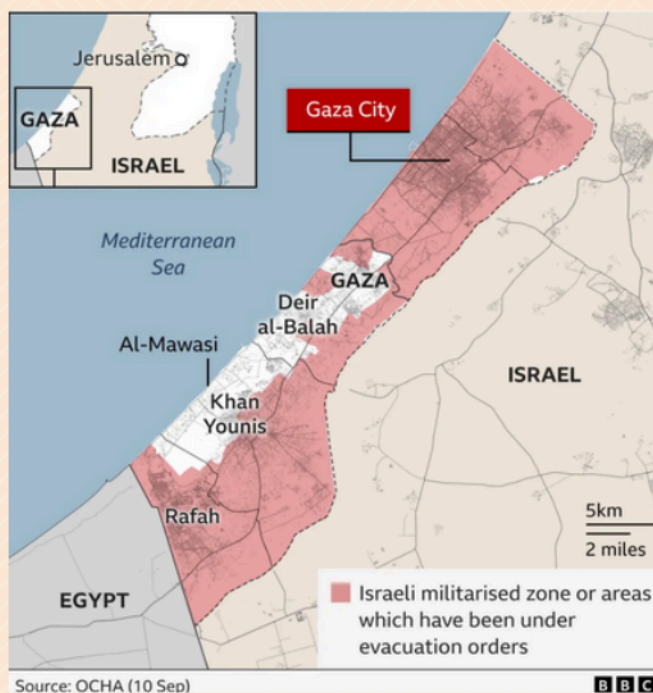 Jerusalem
GAZA
ISRAEL
Gaza City
Mediterranean
Sea
GAZA
Deir
al-Balah
Al-Mawasi
Khan
Younis
ISRAEL
Rafah
5km
2 miles
EGYPT
Israeli militarised zone or areas
which have been under
evacuation orders
Source: OCHA (10 Sep)
BBC